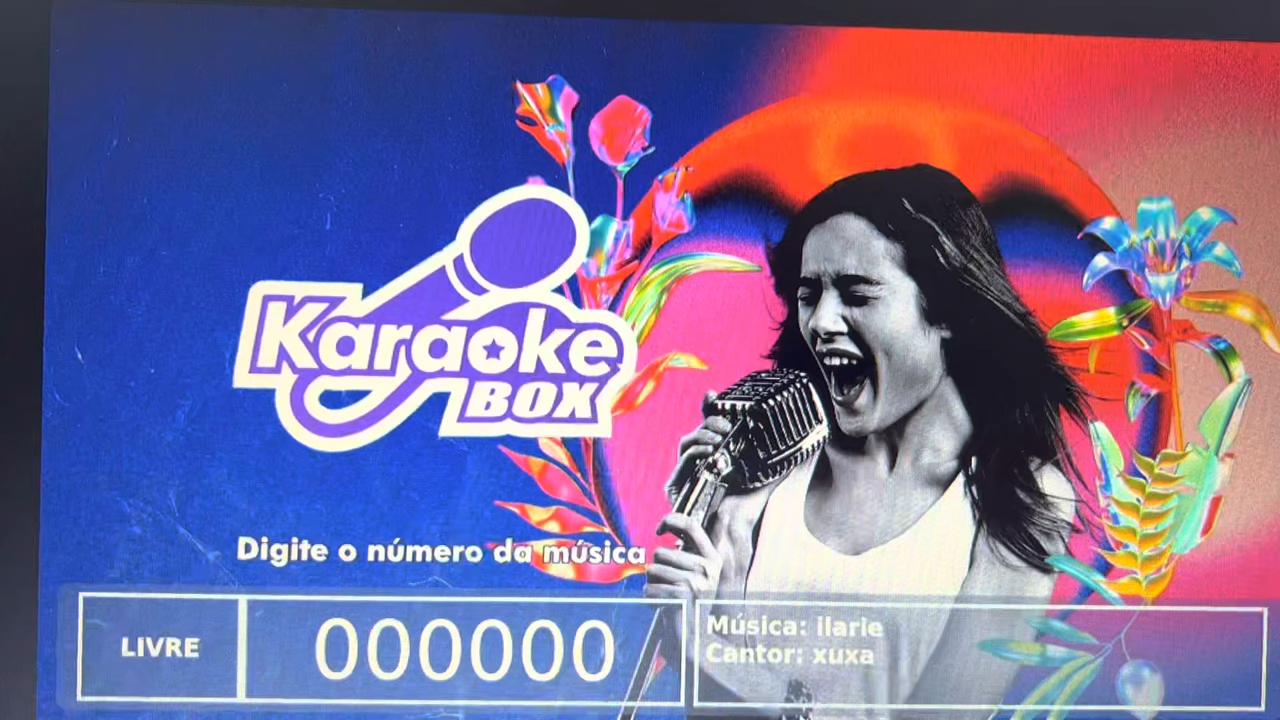 Karaoke
BOX
Digite o número da música
LIVRE
000000
Música: ilarie
Cantor: xuxa